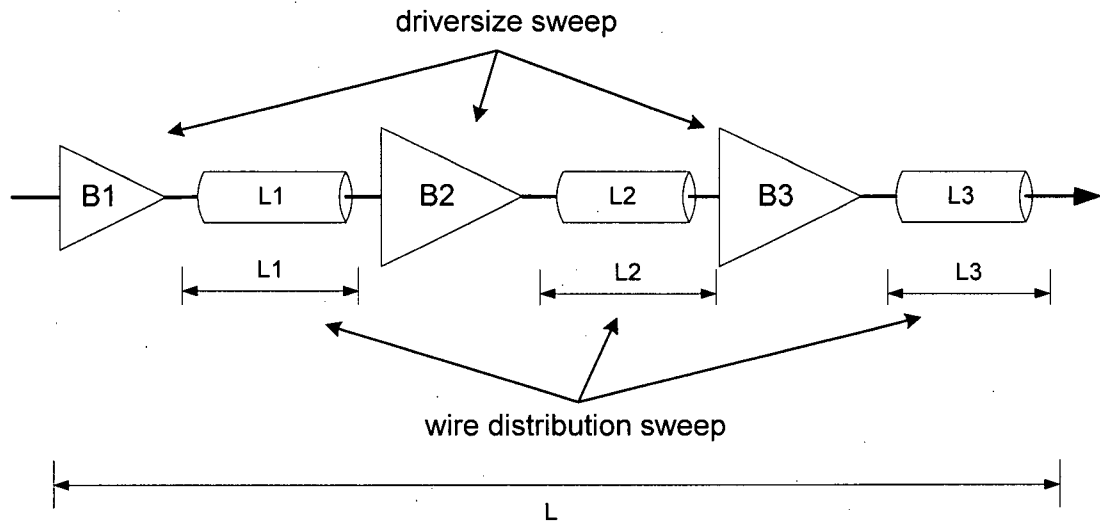 driversize sweep
B1
L1
B2
L2
B3
L3
L1
L2
L3
wire distribution sweep
L